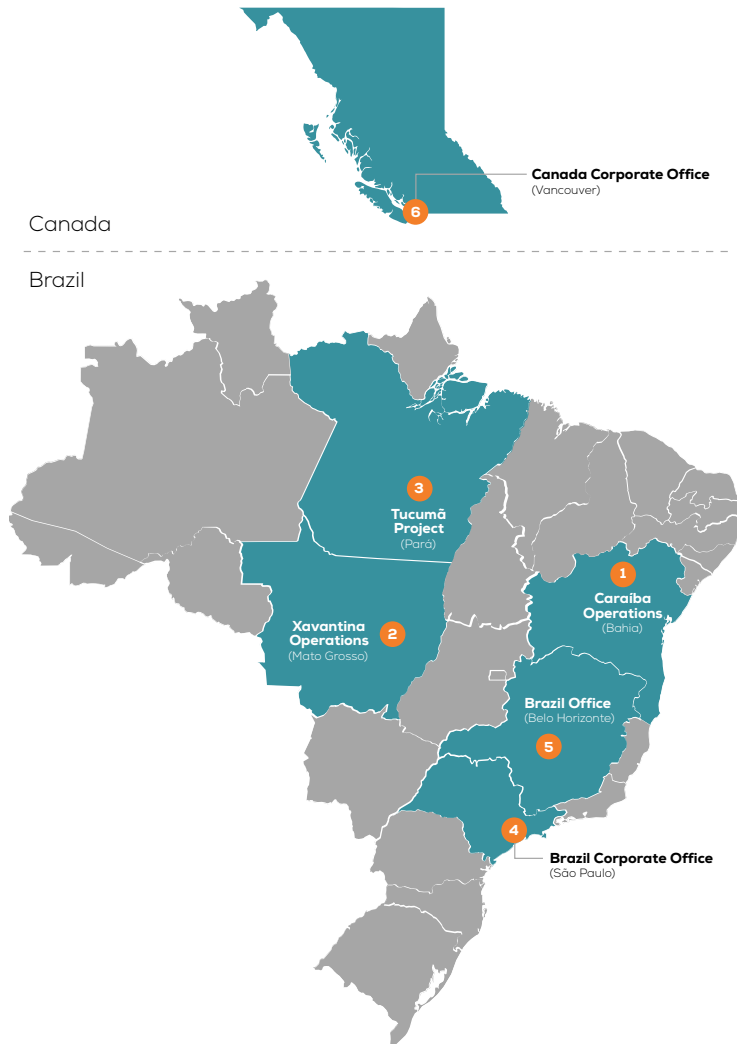 Canada Corporate Office
(Vancouver)
6
Canada
Brazil
3
Tucumã
Project
(Pará)
1
Caraíba
Operations
(Bahia)
Xavantina
Operations
(Mato Grosso)
2
Brazil Office
(Belo Horizonte)
5
4
Brazil Corporate Office
(São Paulo)